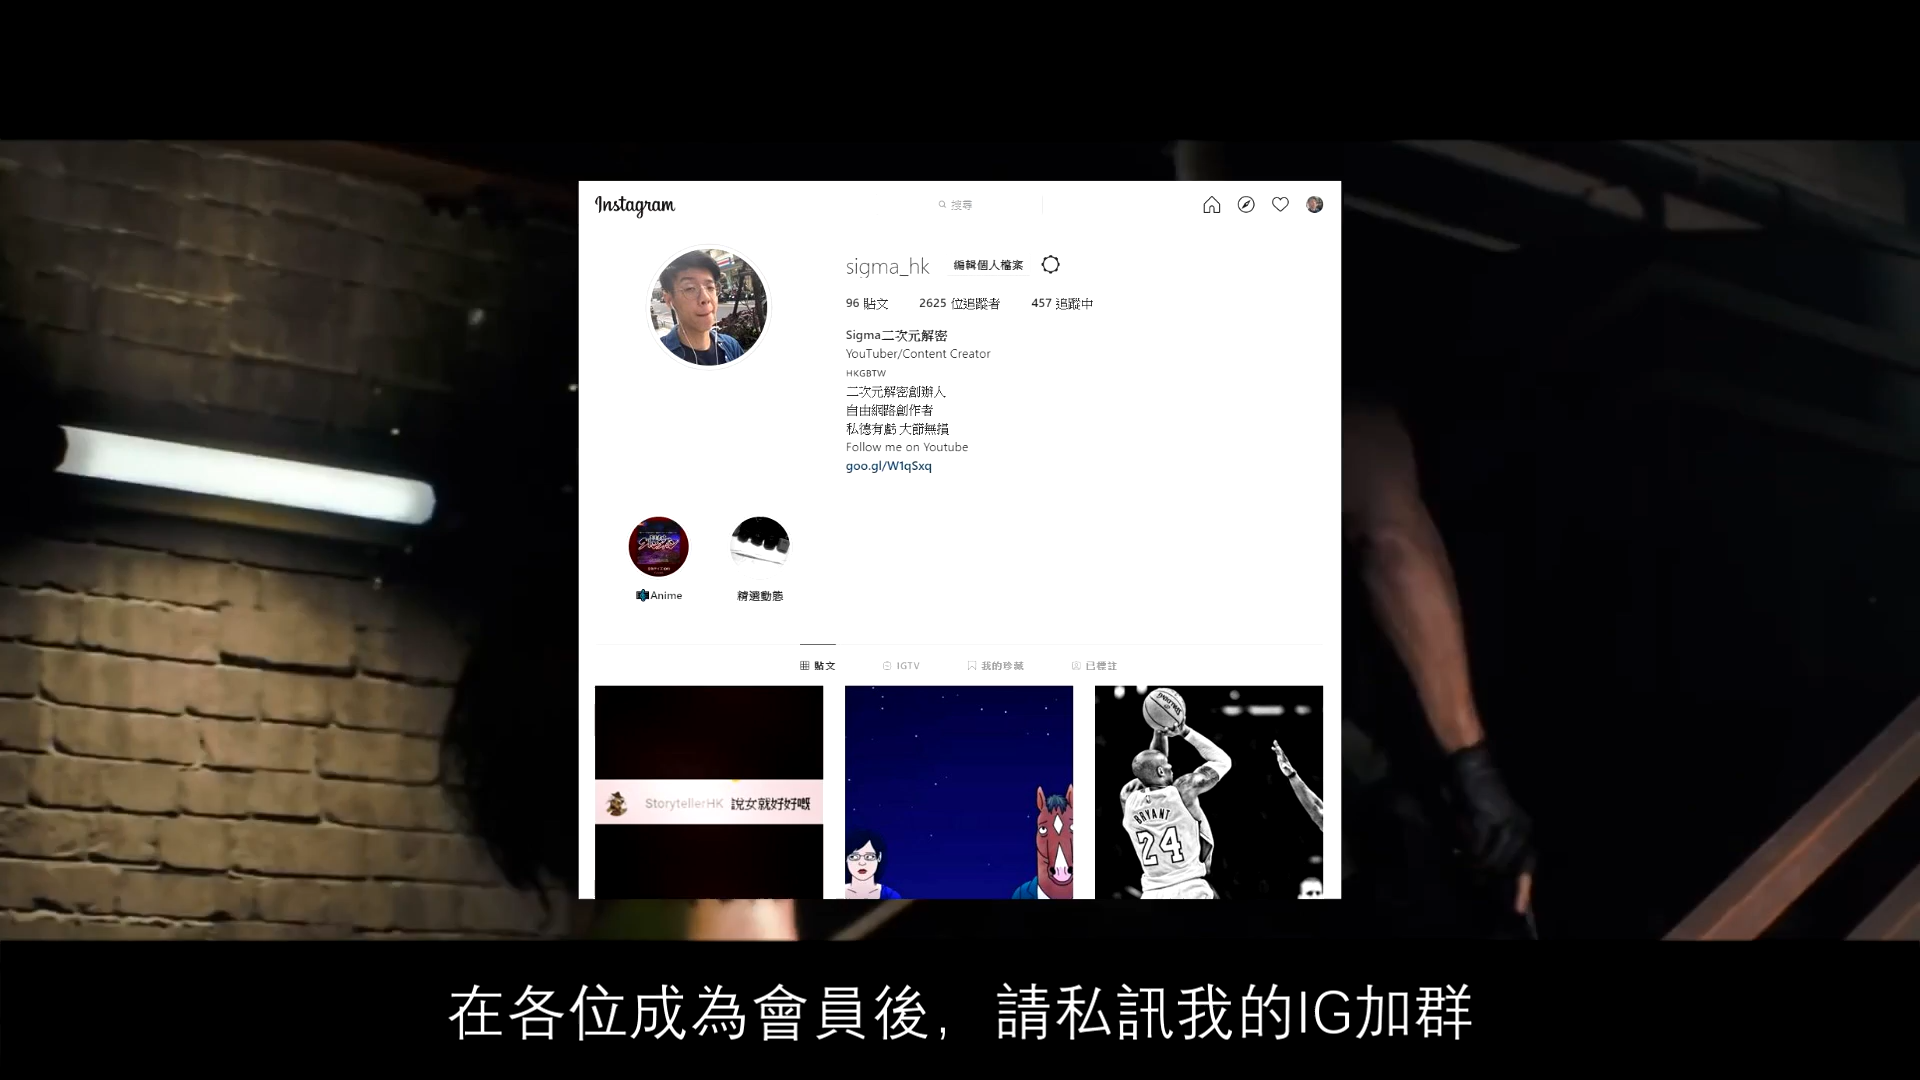 Instagram
搜尋
sigma_hk 編輯個人檔案
96 貼文 2625 位追蹤者 457 追蹤中
Sigma二次元解密
YouTuber/Content Creator
HKGBTW
二次元解密創辦人
自由網路創作者
私德有虧 大節無損
Follow me on Youtube
goo.gl/W1qSxq
Anime 精選動態
貼文 IGTV 我的珍藏 已標註
StorytellerHK 說女就好好嘅
BRYANT
24
在各位成為會員後，請私訊我的IG加群